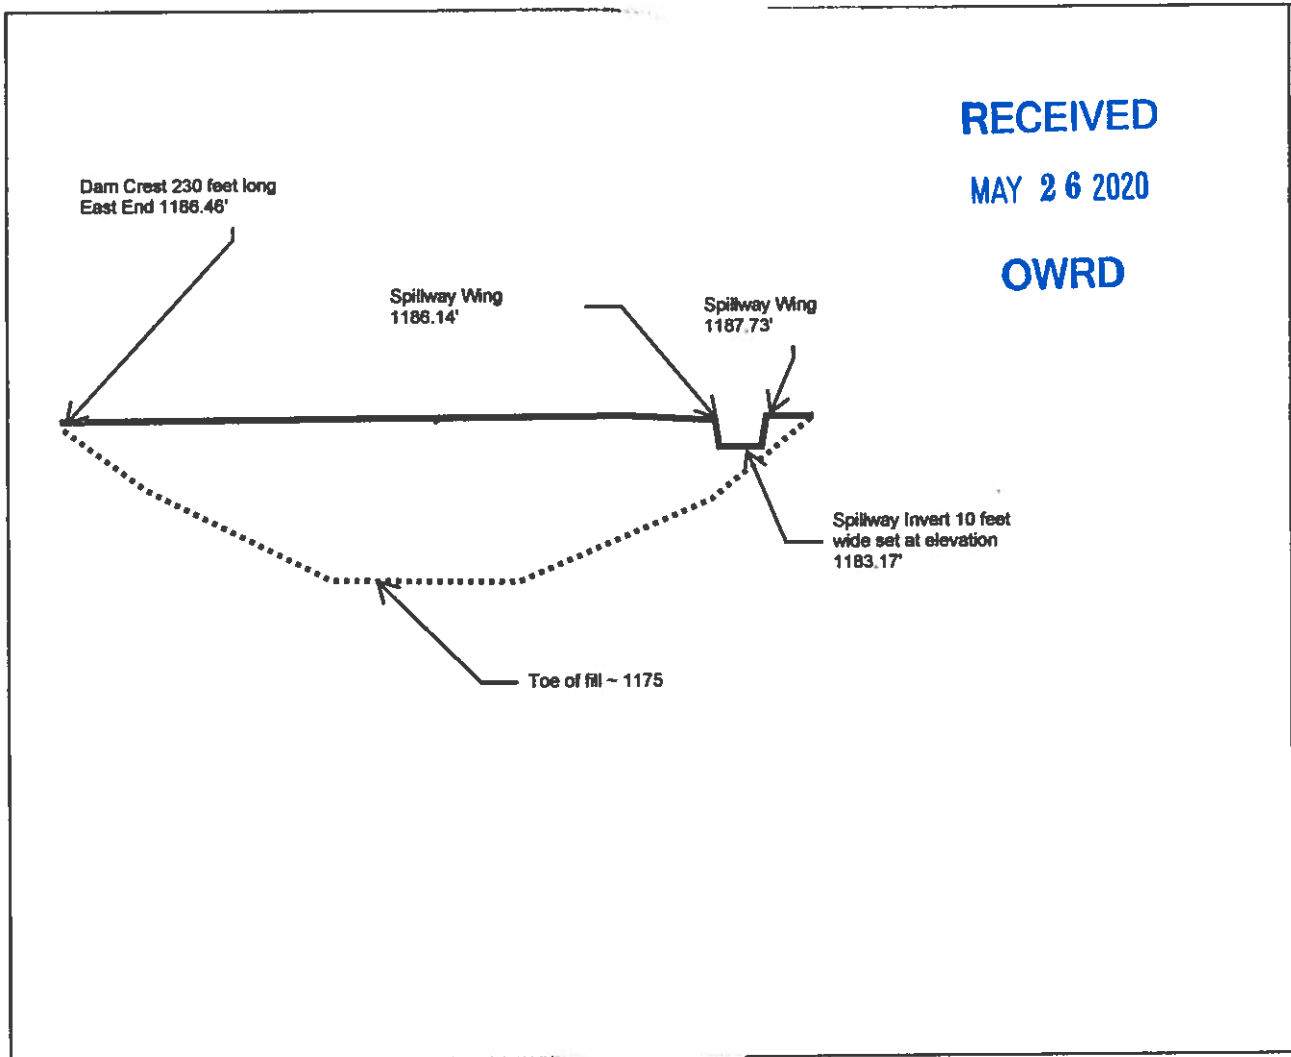 RECEIVED
MAY 26 2020
OWRD
Dam Crest 230 feet long
East End 1186.46'
Spillway Wing
1186.14'
Spillway Wing
1187.73'
Spillway Invert 10 feet
wide set at elevation
1183.17'
Toe of fill ~ 1175